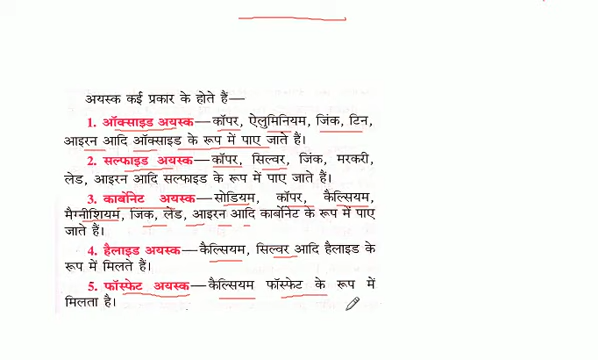 अयस्क कई प्रकार के होते हैं—
1. ऑक्साइड अयस्क—कॉपर, ऐलुमिनियम, जिंक, टिन,
आइरन आदि ऑक्साइड के रूप में पाए जाते हैं।
2. सल्फाइड अयस्क—कॉपर, सिल्वर, जिंक, मरकरी,
लेड, आइरन आदि सल्फाइड के रूप में पाए जाते हैं।
3. कार्बोनेट अयस्क—सोडियम, कॉपर, कैल्सियम,
मैग्नीशियम, जिंक, लेड, आइरन आदि कार्बोनेट के रूप में पाए
जाते हैं।
4. हैलाइड अयस्क—कैल्सियम, सिल्वर आदि हैलाइड के
रूप में मिलते हैं।
5. फॉस्फेट अयस्क—कैल्सियम फॉस्फेट के रूप में
मिलता है।